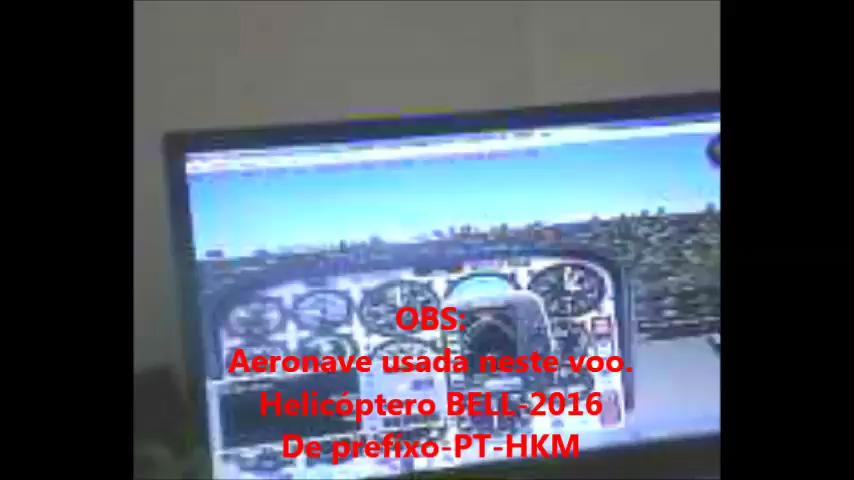 OBS:
Aeronave usada neste voo.
Helicóptero BELL-2016
De prefixo-PT-HKM